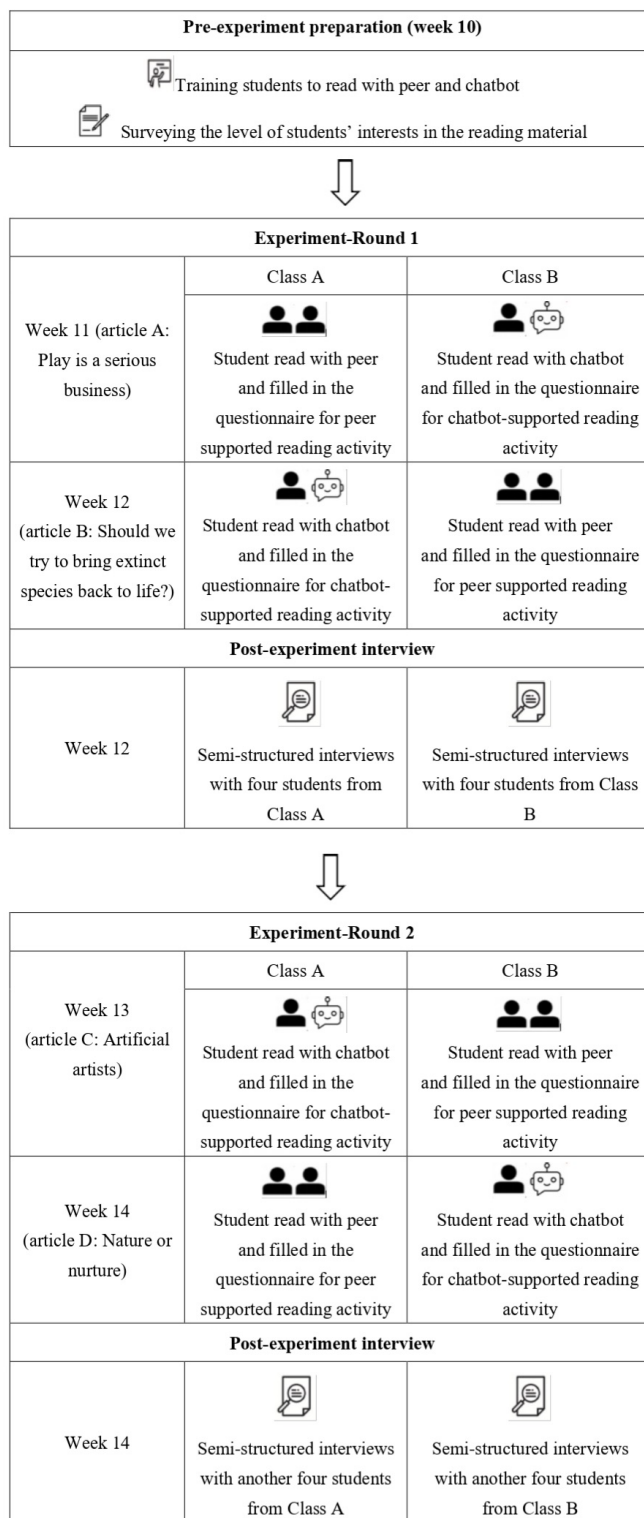 Pre-experiment preparation (week 10)
Training students to read with peer and chatbot
Surveying the level of students' interests in the reading material
Experiment-Round 1
Week 11 (article A:
Play is a serious
business)
Class A
Class B
Student read with peer
and filled in the
questionnaire for peer
supported reading activity
Student read with chatbot
and filled in the questionnaire
for chatbot-supported reading
activity
Week 12
(article B: Should we
try to bring extinct
species back to life?)
Student read with chatbot
and filled in the
questionnaire for chatbot-
supported reading activity
Student read with peer
and filled in the questionnaire
for peer supported reading
activity
Post-experiment interview
Week 12
Semi-structured interviews
with four students from
Class A
Semi-structured interviews
with four students from Class
B
Experiment-Round 2
Week 13
(article C: Artificial
artists)
Class A
Class B
Student read with chatbot
and filled in the
questionnaire for chatbot-
supported reading activity
Student read with peer
and filled in the questionnaire
for peer supported reading
activity
Week 14
(article D: Nature or
nurture)
Student read with peer
and filled in the
questionnaire for peer
supported reading activity
Student read with chatbot
and filled in the questionnaire
for chatbot-supported reading
activity
Post-experiment interview
Week 14
Semi-structured interviews
with another four students
from Class A
Semi-structured interviews
with another four students
from Class B